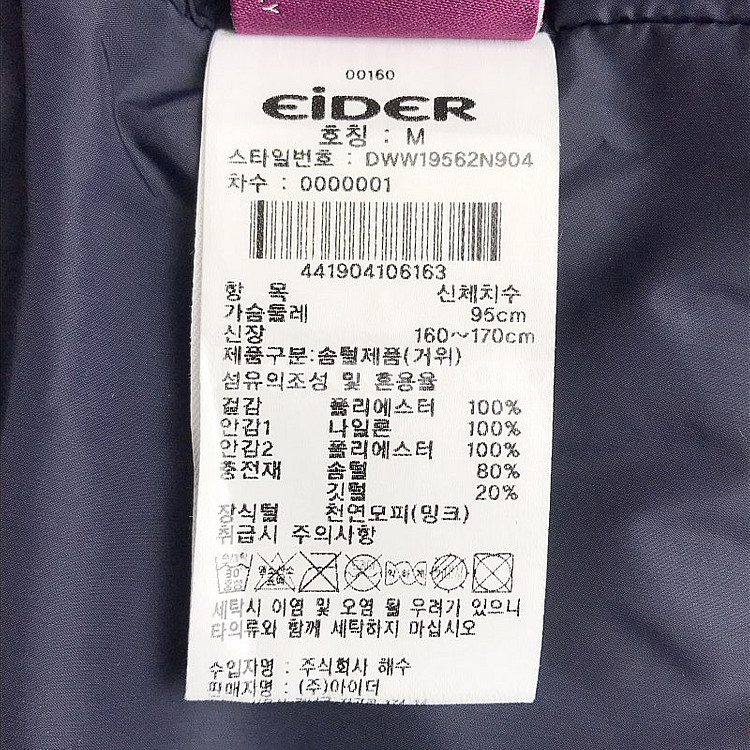 00160
EiDER
호칭 : M
스타일번호 : DWW19562N904
차수 : 0000001
441904106163
항 목 신체치수
가슴둘레 95cm
신장 160~170cm
제품구분:솜털제품(거위)
섬유의조성 및 혼용율
겉감 폴리에스터 100%
안감1 나일론 100%
안감2 폴리에스터 100%
충전재 솜털 80%
깃털 20%
장식털 천연모피(밍크)
취급시 주의사항
세탁시 이염 및 오염 될 우려가 있으니
타의류와 함께 세탁하지 마십시오
수입자명 : 주식회사 해수
판매자명 : (주)아이더